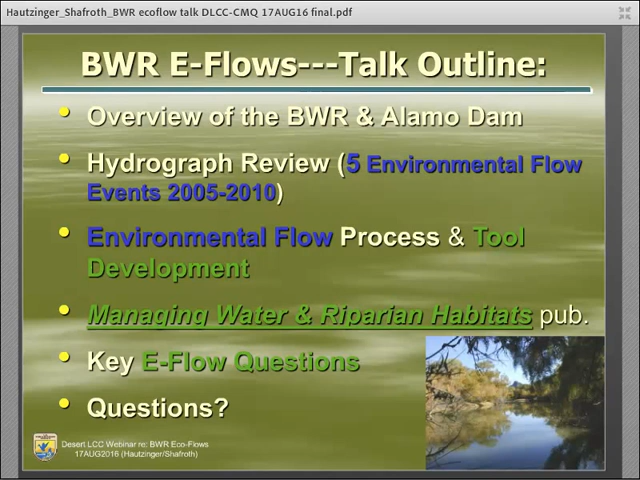 Hautzinger_Shafroth_BWR ecoflow talk DLCC-CMQ 17AUG16 final.pdf
BWR E-Flows---Talk Outline:
• Overview of the BWR & Alamo Dam
• Hydrograph Review (5 Environmental Flow
Events 2005-2010)
• Environmental Flow Process & Tool
Development
• Managing Water & Riparian Habitats pub.
• Key E-Flow Questions
• Questions?
Desert LCC Webinar re: BWR Eco-Flows
17AUG2016 (Hautzinger/Shafroth)